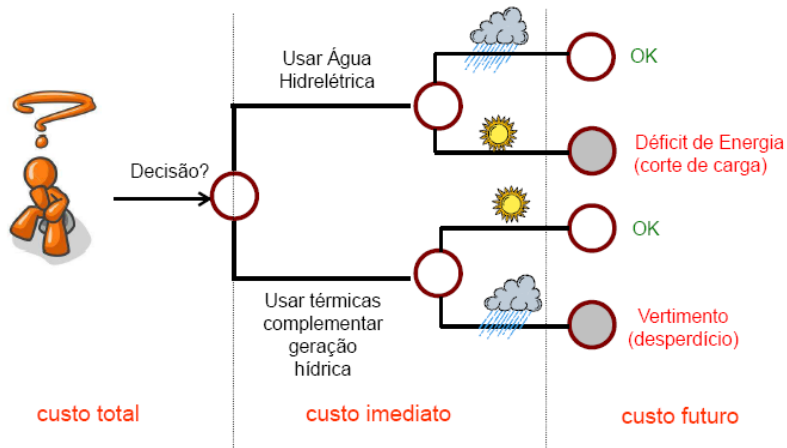 Usar Água
Hidrelétrica
OK
Déficit de Energia
(corte de carga)
Decisão?
OK
Usar térmicas
complementar
geração
hídrica
Vertimento
(desperdício)
custo total
custo imediato
custo futuro